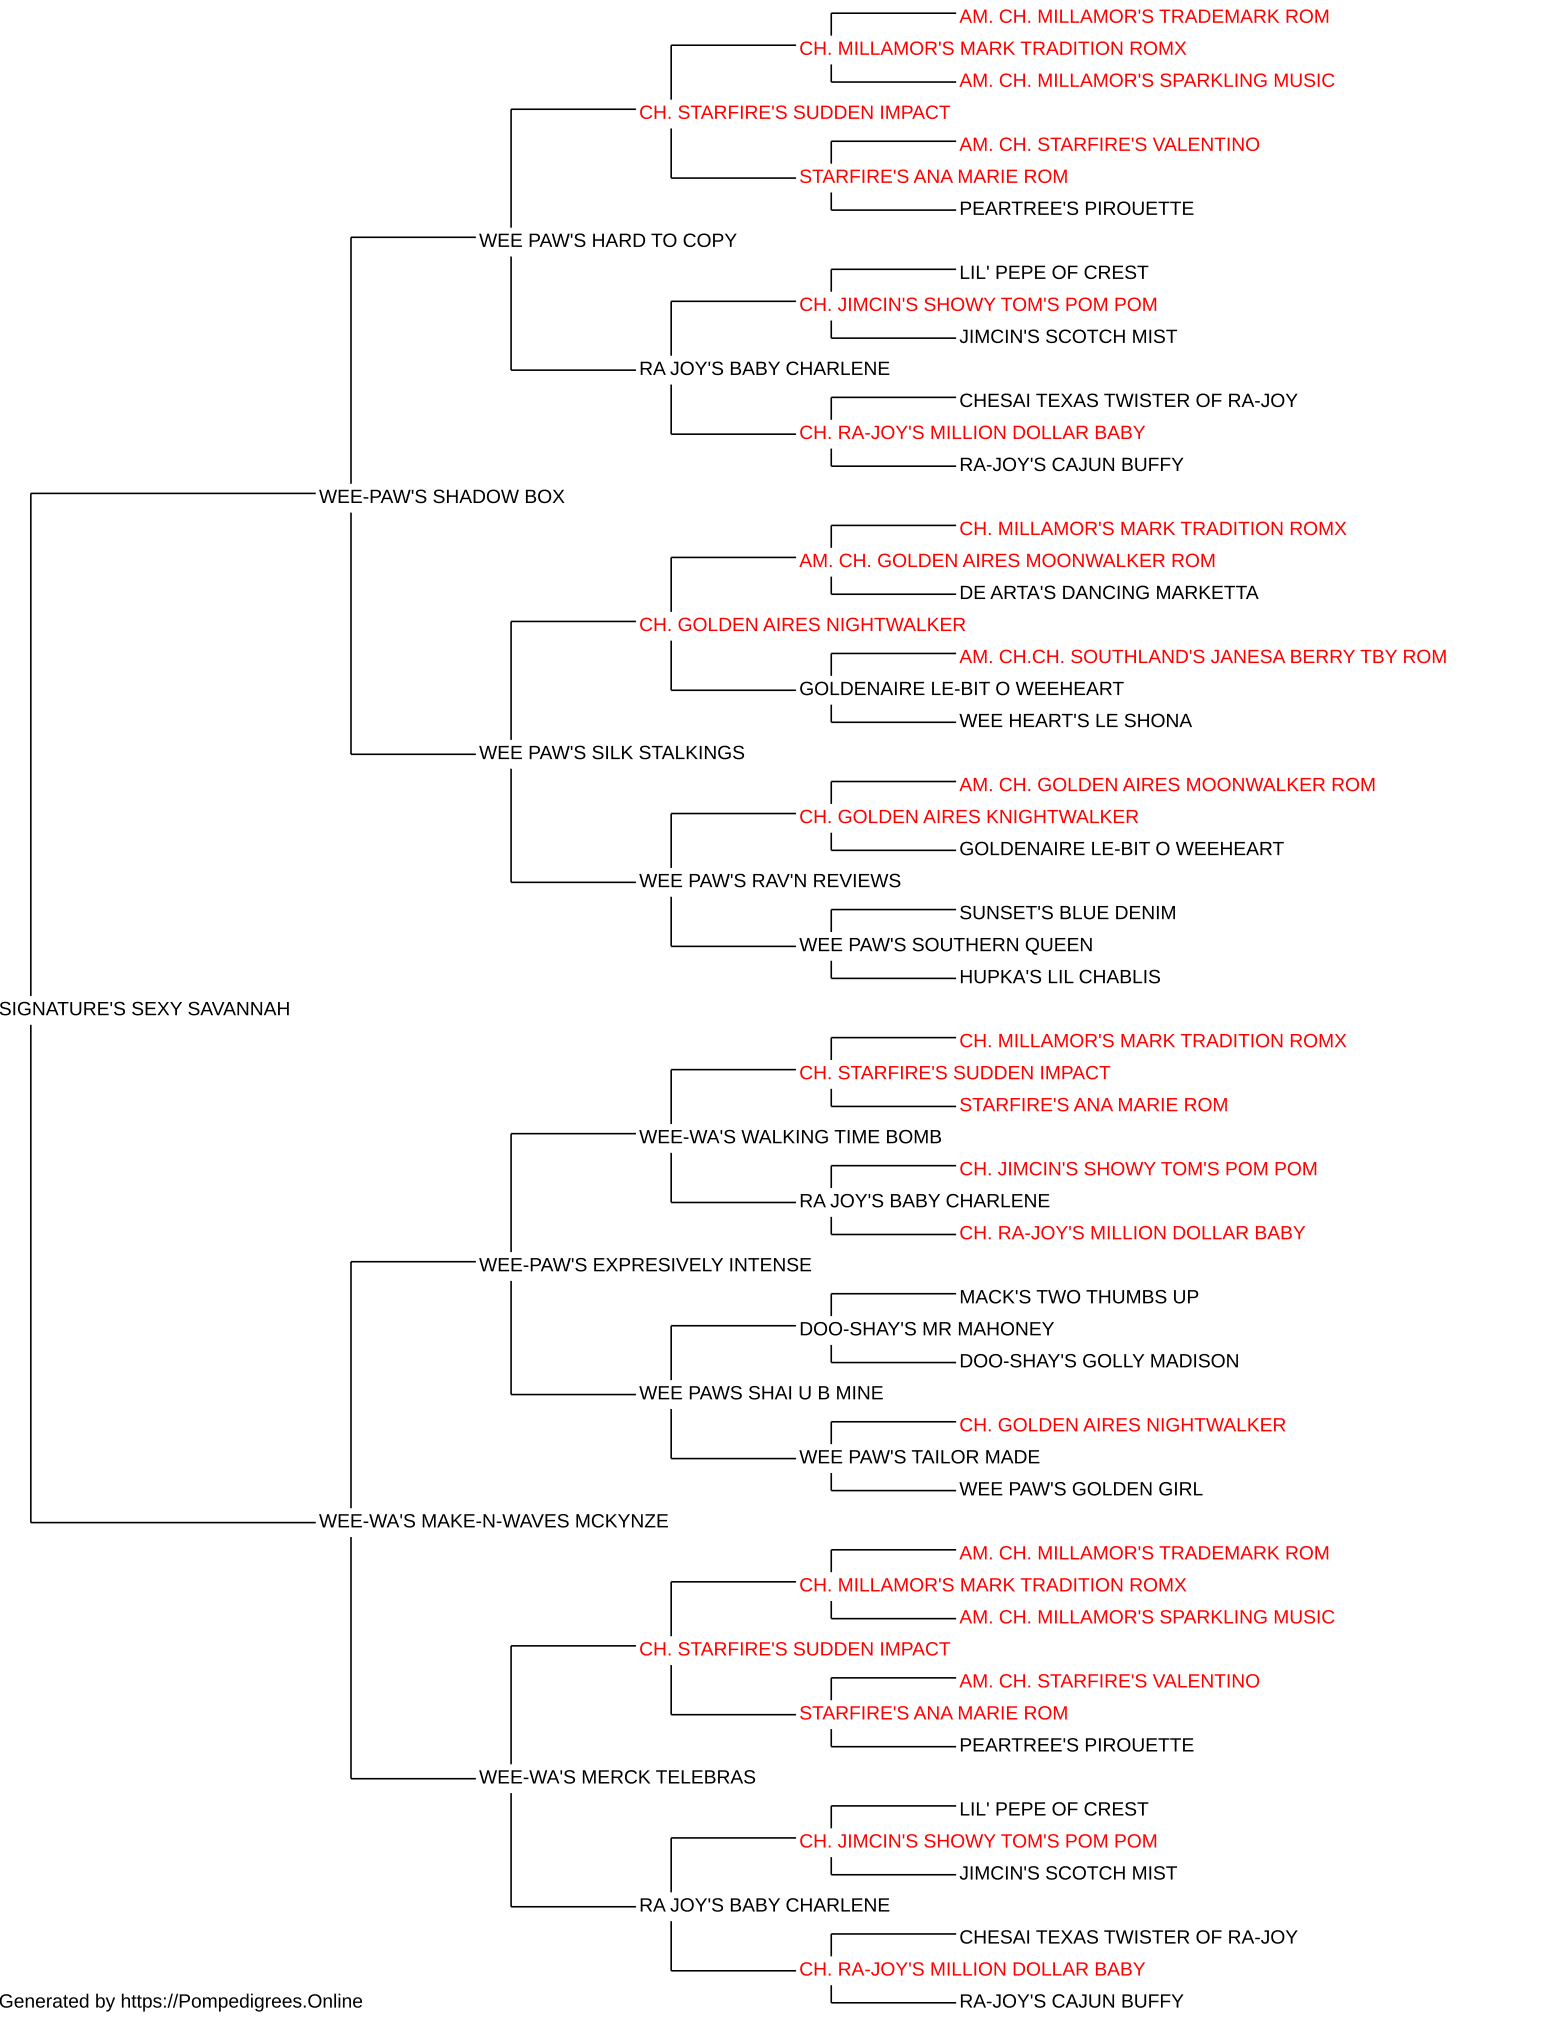 AM. CH. MILLAMOR'S TRADEMARK ROM
CH. MILLAMOR'S MARK TRADITION ROMX
AM. CH. MILLAMOR'S SPARKLING MUSIC
CH. STARFIRE'S SUDDEN IMPACT
AM. CH. STARFIRE'S VALENTINO
STARFIRE'S ANA MARIE ROM
PEARTREE'S PIROUETTE
WEE PAW'S HARD TO COPY
LIL' PEPE OF CREST
CH. JIMCIN'S SHOWY TOM'S POM POM
JIMCIN'S SCOTCH MIST
RA JOY'S BABY CHARLENE
CHESAI TEXAS TWISTER OF RA-JOY
CH. RA-JOY'S MILLION DOLLAR BABY
RA-JOY'S CAJUN BUFFY
WEE-PAW'S SHADOW BOX
CH. MILLAMOR'S MARK TRADITION ROMX
AM. CH. GOLDEN AIRES MOONWALKER ROM
DE ARTA'S DANCING MARKETTA
CH. GOLDEN AIRES NIGHTWALKER
AM. CH.CH. SOUTHLAND'S JANESA BERRY TBY ROM
GOLDENAIRE LE-BIT O WEEHEART
WEE HEART'S LE SHONA
WEE PAW'S SILK STALKINGS
AM. CH. GOLDEN AIRES MOONWALKER ROM
CH. GOLDEN AIRES KNIGHTWALKER
GOLDENAIRE LE-BIT O WEEHEART
WEE PAW'S RAV'N REVIEWS
SUNSET'S BLUE DENIM
WEE PAW'S SOUTHERN QUEEN
HUPKA'S LIL CHABLIS
SIGNATURE'S SEXY SAVANNAH
CH. MILLAMOR'S MARK TRADITION ROMX
CH. STARFIRE'S SUDDEN IMPACT
STARFIRE'S ANA MARIE ROM
WEE-WA'S WALKING TIME BOMB
CH. JIMCIN'S SHOWY TOM'S POM POM
RA JOY'S BABY CHARLENE
CH. RA-JOY'S MILLION DOLLAR BABY
WEE-PAW'S EXPRESIVELY INTENSE
MACK'S TWO THUMBS UP
DOO-SHAY'S MR MAHONEY
DOO-SHAY'S GOLLY MADISON
WEE PAWS SHAI U B MINE
CH. GOLDEN AIRES NIGHTWALKER
WEE PAW'S TAILOR MADE
WEE PAW'S GOLDEN GIRL
WEE-WA'S MAKE-N-WAVES MCKYNZE
AM. CH. MILLAMOR'S TRADEMARK ROM
CH. MILLAMOR'S MARK TRADITION ROMX
AM. CH. MILLAMOR'S SPARKLING MUSIC
CH. STARFIRE'S SUDDEN IMPACT
AM. CH. STARFIRE'S VALENTINO
STARFIRE'S ANA MARIE ROM
PEARTREE'S PIROUETTE
WEE-WA'S MERCK TELEBRAS
LIL' PEPE OF CREST
CH. JIMCIN'S SHOWY TOM'S POM POM
JIMCIN'S SCOTCH MIST
RA JOY'S BABY CHARLENE
CHESAI TEXAS TWISTER OF RA-JOY
CH. RA-JOY'S MILLION DOLLAR BABY
RA-JOY'S CAJUN BUFFY
Generated by https://Pompedigrees.Online